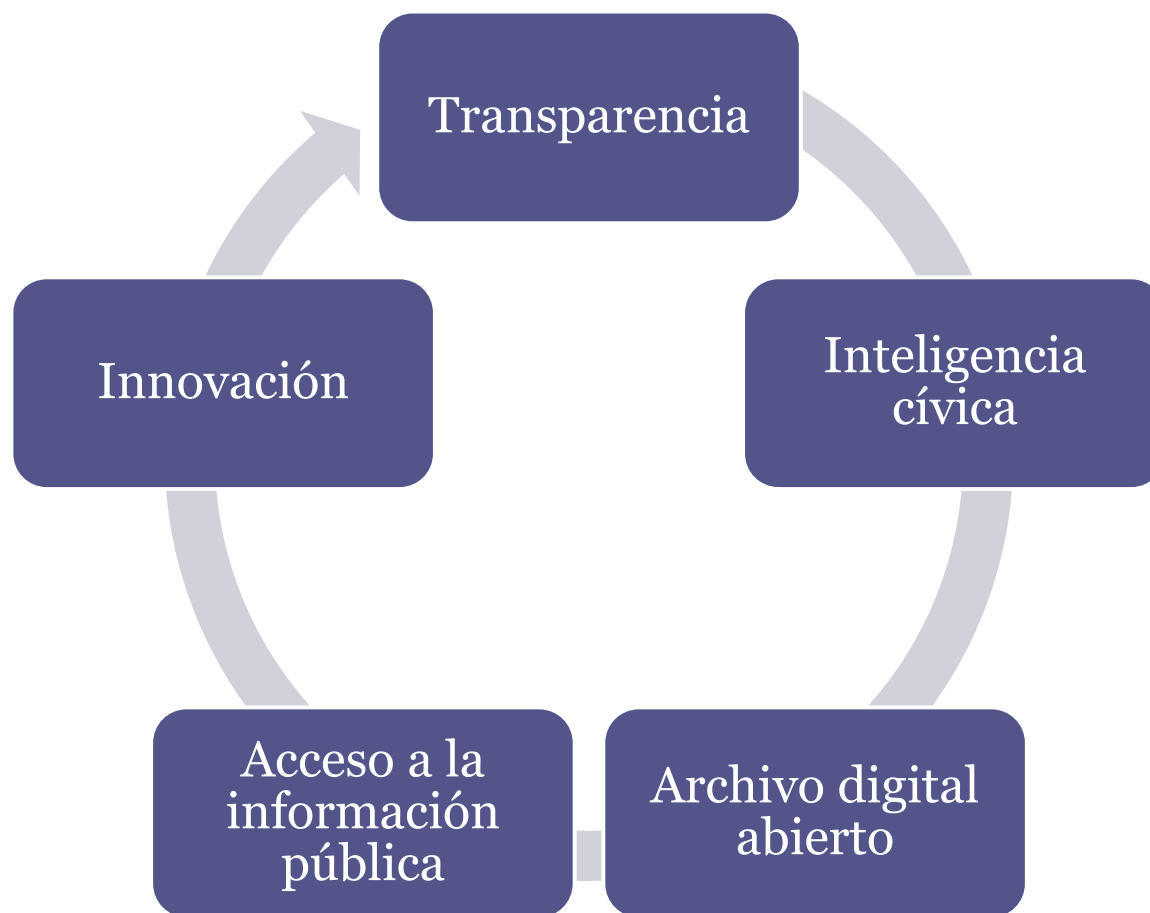 Transparencia
Inteligencia
cívica
Archivo digital
abierto
Acceso a la
información
pública
Innovación